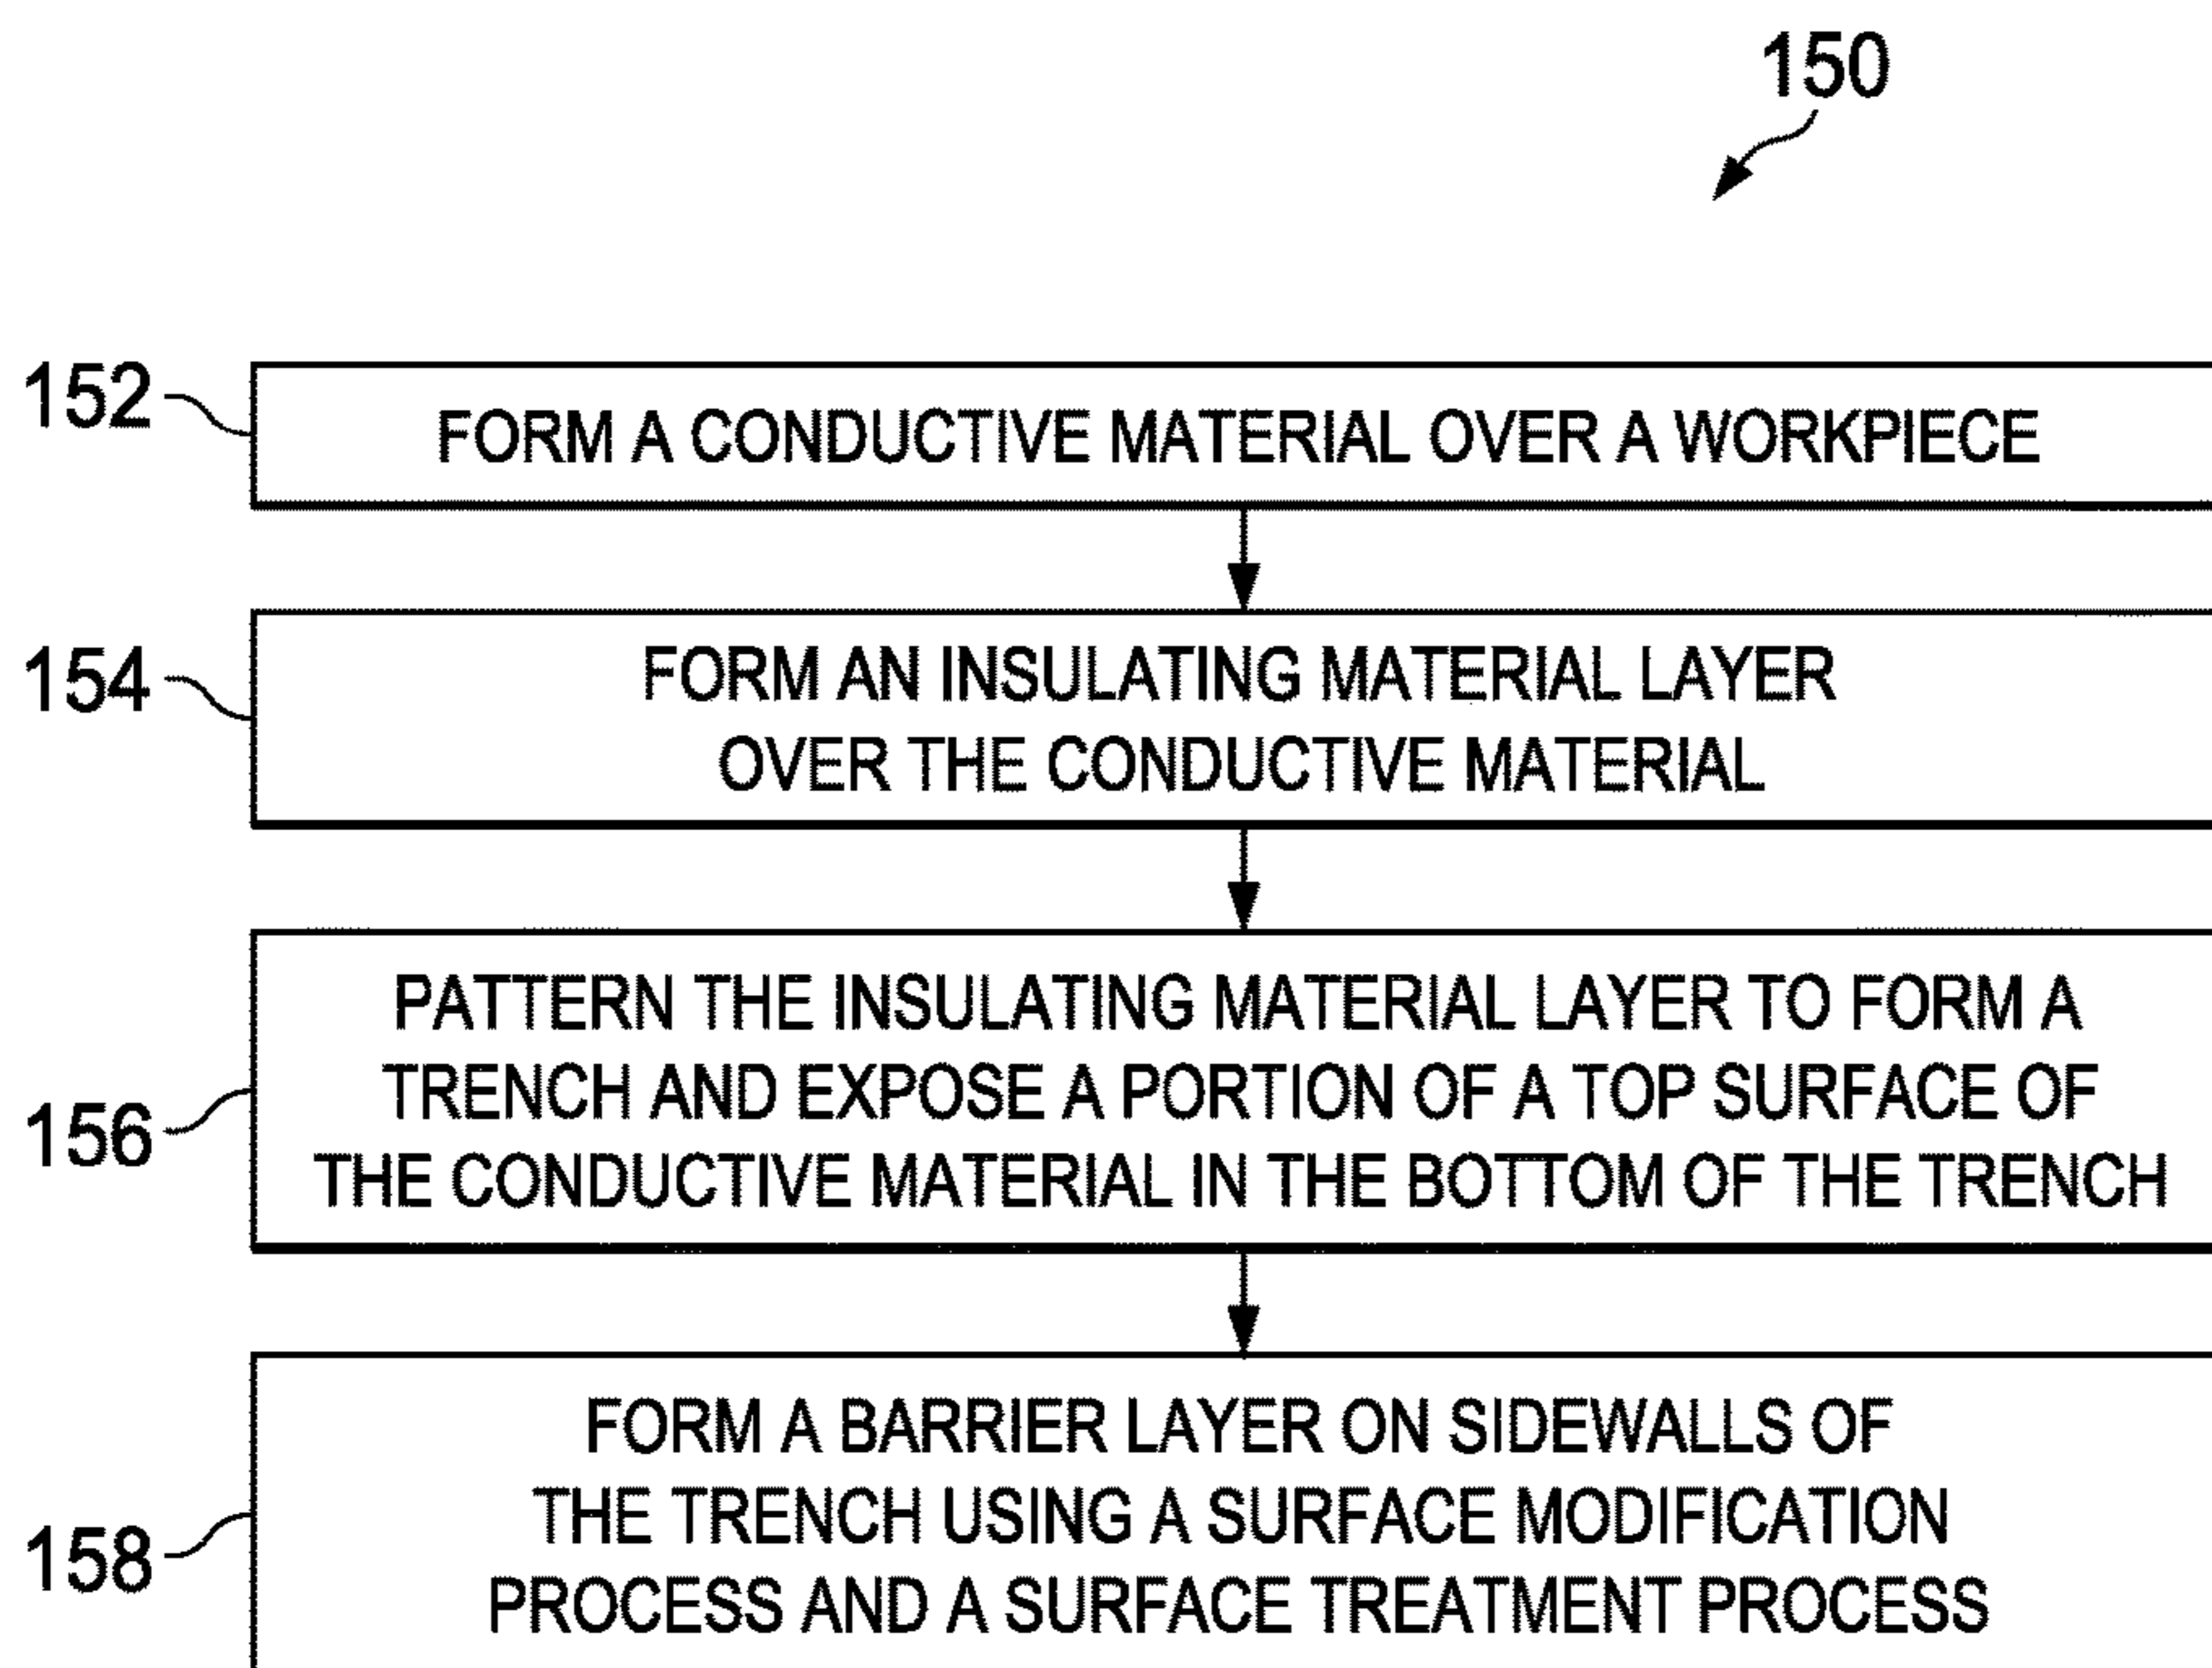 150
152
FORM A CONDUCTIVE MATERIAL OVER A WORKPIECE
154
FORM AN INSULATING MATERIAL LAYER
OVER THE CONDUCTIVE MATERIAL
156
PATTERN THE INSULATING MATERIAL LAYER TO FORM A
TRENCH AND EXPOSE A PORTION OF A TOP SURFACE OF
THE CONDUCTIVE MATERIAL IN THE BOTTOM OF THE TRENCH
158
FORM A BARRIER LAYER ON SIDEWALLS OF
THE TRENCH USING A SURFACE MODIFICATION
PROCESS AND A SURFACE TREATMENT PROCESS